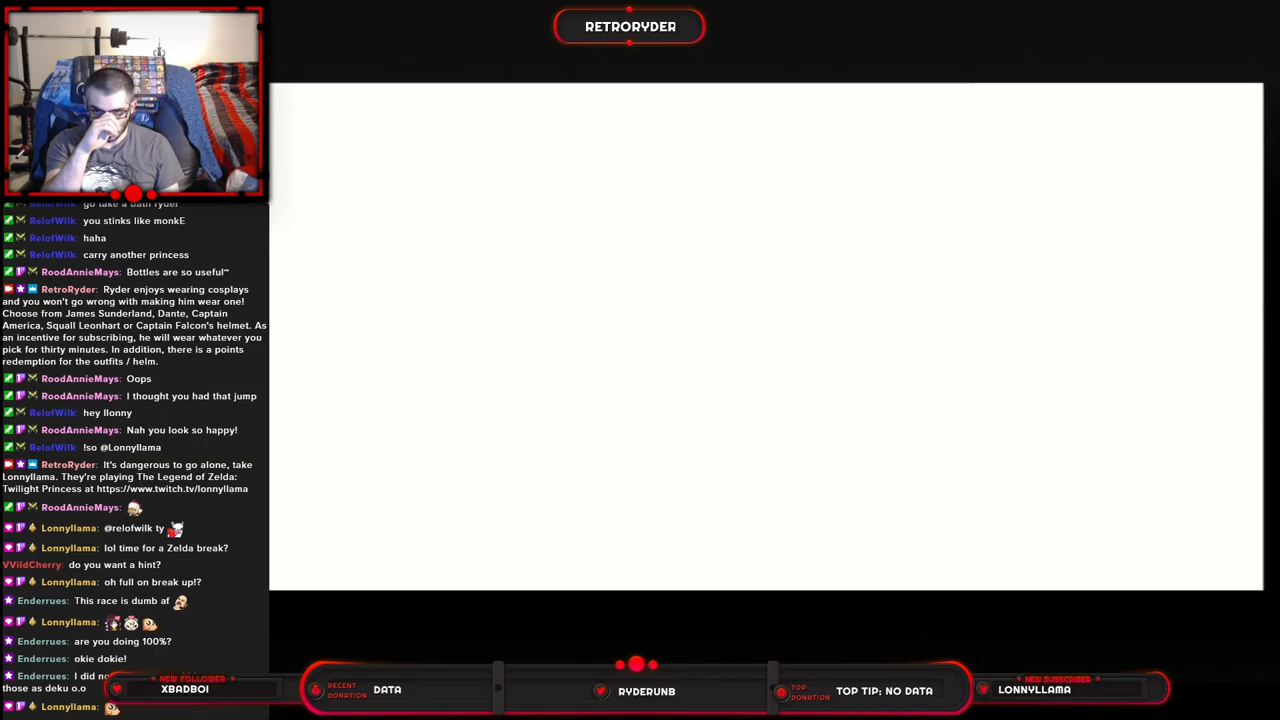 RETRORYDER
go take a bath ryder
RelofWilk: you stinks like monkE
RelofWilk: haha
RelofWilk: carry another princess
RoodAnnieMays: Bottles are so useful~
RetroRyder: Ryder enjoys wearing cosplays
and you won't go wrong with making him wear one!
Choose from James Sunderland, Dante, Captain
America, Squall Leonhart or Captain Falcon's helmet. As
an incentive for subscribing, he will wear whatever you
pick for thirty minutes. In addition, there is a points
redemption for the outfits / helm.
RoodAnnieMays: Oops
RoodAnnieMays: I thought you had that jump
RelofWilk: hey llonny
RoodAnnieMays: Nah you look so happy!
RelofWilk: !so @Lonnyllama
RetroRyder: It's dangerous to go alone, take
Lonnyllama. They're playing The Legend of Zelda:
Twilight Princess at https://www.twitch.tv/lonnyllama
RoodAnnieMays:
Lonnyllama: @relofwilk ty
Lonnyllama: lol time for a Zelda break?
VVildCherry: do you want a hint?
Lonnyllama: oh full on break up!?
Enderrues: This race is dumb af
Lonnyllama:
Enderrues: are you doing 100%?
Enderrues: okie dokie!
Enderrues: I did
those as deku o.o
Lonnyllama:
NEW FOLLOWER
XBADBOI
RECENT
DONATION
DATA
RYDERUNB
TOP
DONATION
TOP TIP: NO DATA
NEW SUBSCRIBER
LONNYLLAMA